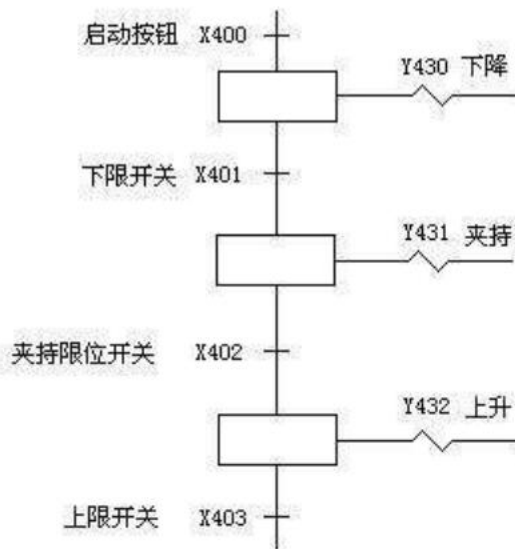 启动按钮 X400
Y430 下降
下限开关 X401
Y431 夹持
夹持限位开关 X402
Y432 上升
上限开关 X403